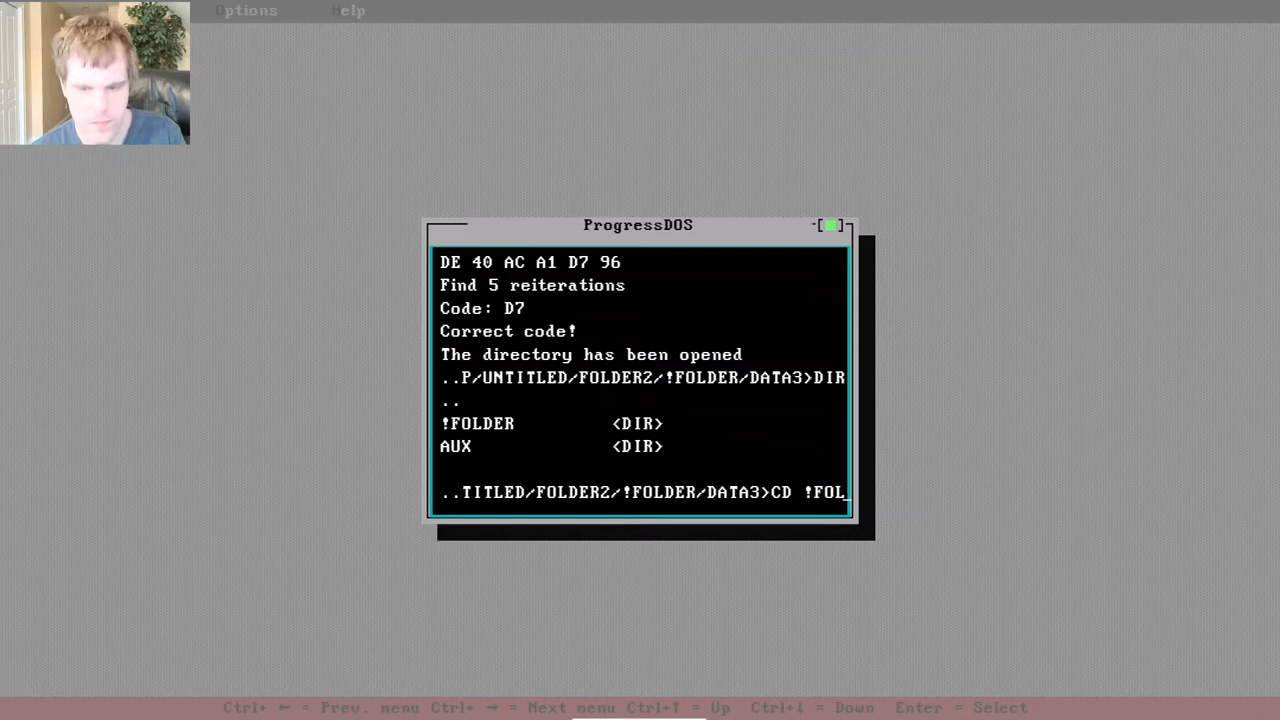 Options Help
ProgressDOS
DE 40 AC A1 D7 96
Find 5 reiterations
Code: D7
Correct code!
The directory has been opened
..P/UNTITLED/FOLDER2/!FOLDER/DATA3>DIR
..
!FOLDER <DIR>
AUX <DIR>
..TITLED/FOLDER2/!FOLDER/DATA3>CD !FOL_
Ctrl+ ← = Prev. menu Ctrl+ → = Next menu Ctrl+↑ = Up Ctrl+↓ = Down Enter = Select